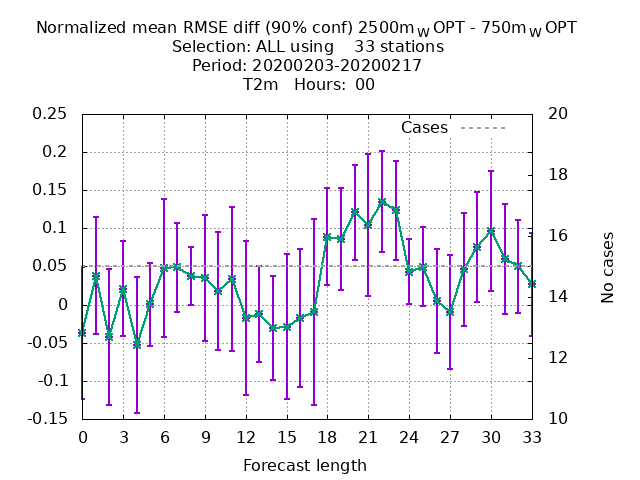 Normalized mean RMSE diff (90% conf) 2500m_W OPT - 750m_W OPT
Selection: ALL using 33 stations
Period: 20200203-20200217
T2m Hours: 00
Cases
0.25
0.2
0.15
0.1
0.05
0
-0.05
-0.1
-0.15
20
18
16
14
12
10
No cases
0 3 6 9 12 15 18 21 24 27 30 33
Forecast length